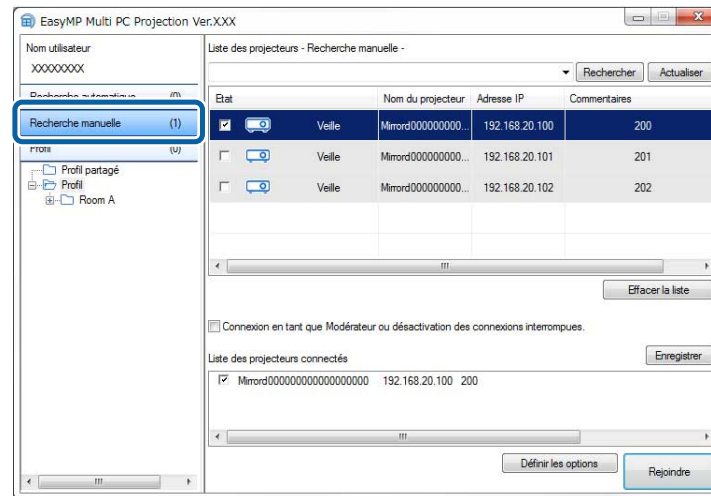 EasyMP Multi PC Projection Ver.XXX
Nom utilisateur
XXXXXXXX
Recherche automatique (0)
Recherche manuelle (1)
Profil (0)
Profil partagé
Profil
Room A
Liste des projecteurs - Recherche manuelle -
Rechercher Actualiser
Etat Nom du projecteur Adresse IP Commentaires
Veille Mirrord000000000... 192.168.20.100 200
Veille Mirrord000000000... 192.168.20.101 201
Veille Mirrord000000000... 192.168.20.102 202
Effacer la liste
Connexion en tant que Modérateur ou désactivation des connexions interrompues.
Liste des projecteurs connectés Enregistrer
Mirrord000000000000000000 192.168.20.100 200
Définir les options Rejoindre